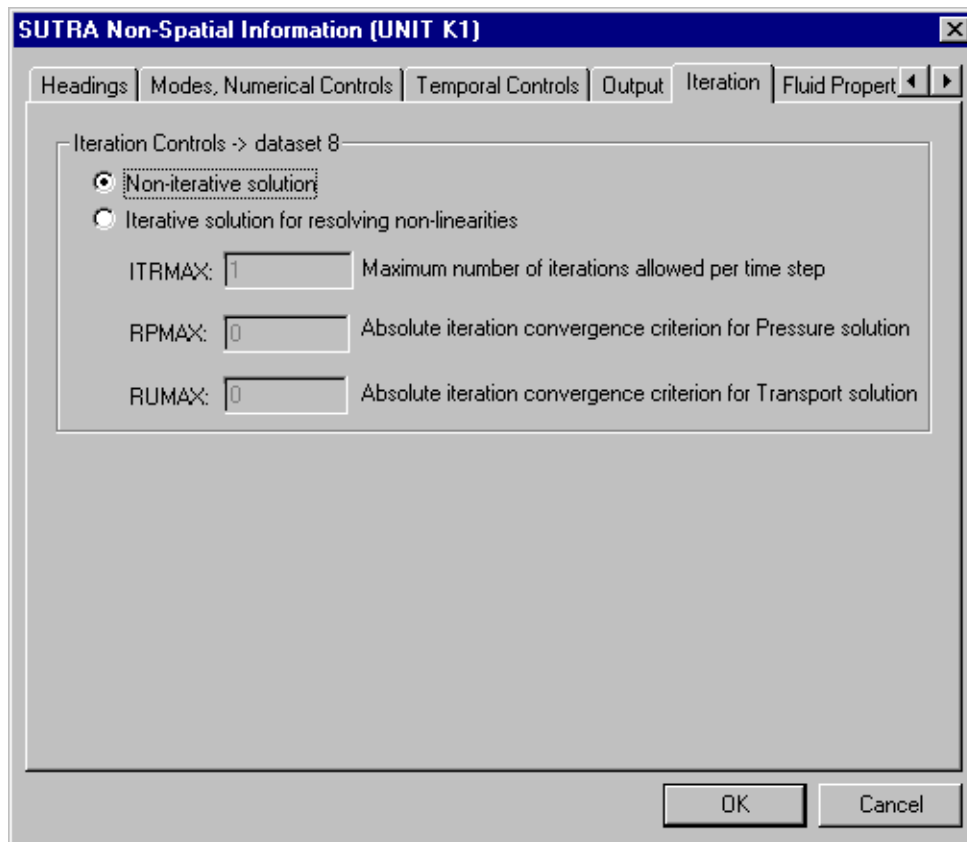 SUTRA Non-Spatial Information (UNIT K1)
Headings Modes, Numerical Controls Temporal Controls Output Iteration Fluid Propert
Iteration Controls -> dataset 8
Non-iterative solution
Iterative solution for resolving non-linearities
ITRMAX: 1 Maximum number of iterations allowed per time step
RPMAX: 0 Absolute iteration convergence criterion for Pressure solution
RUMAX: 0 Absolute iteration convergence criterion for Transport solution
OK Cancel